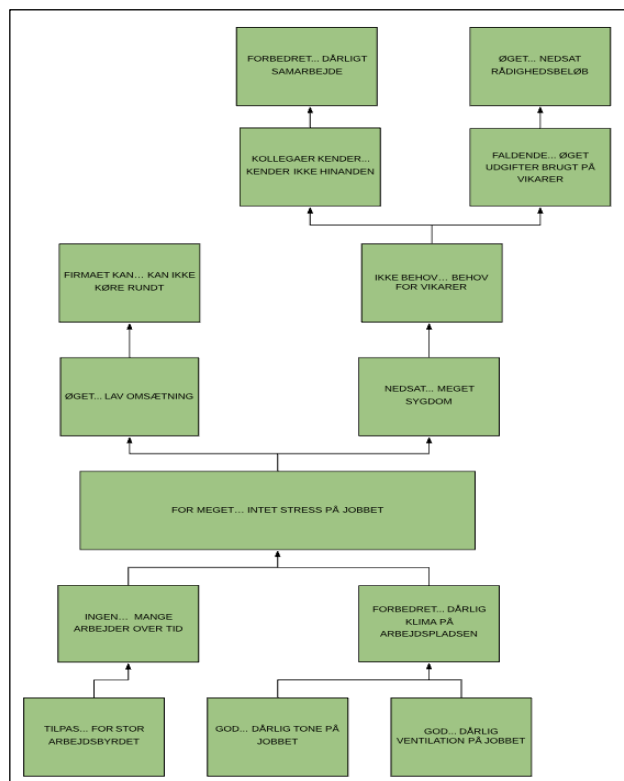 FORBEDRET... DÅRLIGT
SAMARBEJDE
ØGET... NEDSAT
RÅDIGHEDSBELØB
KOLLEGAER KENDER...
KENDER IKKE HINANDEN
FALDENDE... ØGET
UDGIFTER BRUGT PÅ
VIKARER
FIRMAET KAN... KAN IKKE
KØRE RUNDT
IKKE BEHOV... BEHOV
FOR VIKARER
ØGET... LAV OMSÆTNING
NEDSAT... MEGET
SYGDOM
FOR MEGET... INTET STRESS PÅ JOBBET
INGEN... MANGE
ARBEJDER OVER TID
FORBEDRET... DÅRLIG
KLIMA PÅ
ARBEJDSPLADSEN
TILPAS... FOR STOR
ARBEJDSBYRDET
GOD... DÅRLIG TONE PÅ
JOBBET
GOD... DÅRLIG
VENTILATION PÅ JOBBET